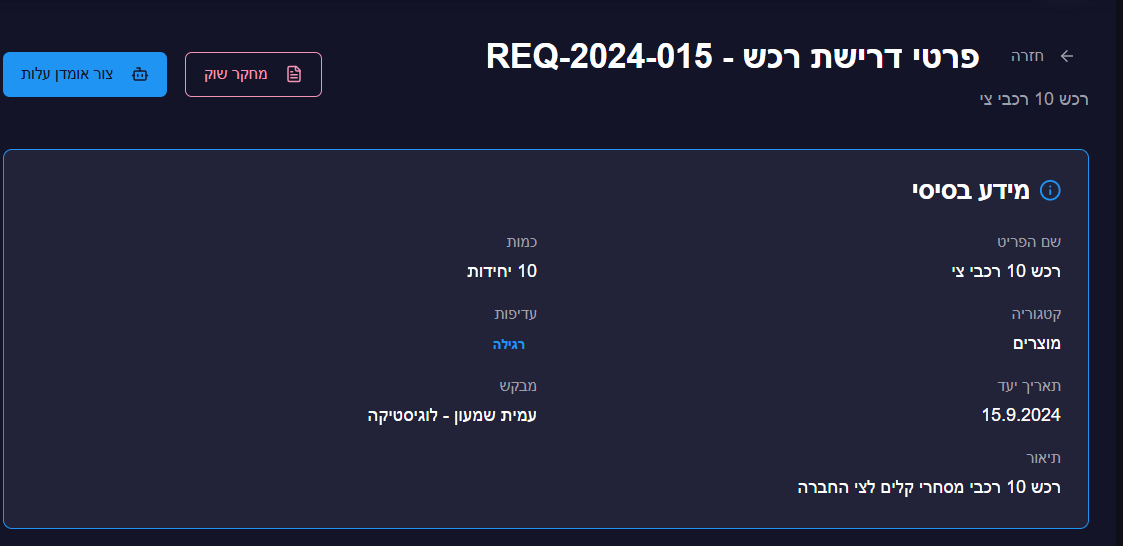 חזרה
פרטי דרישת רכש - REQ-2024-015
מחקר שוק
צור אומדן עלות
רכש 10 רכבי צי
מידע בסיסי
שם הפריט
כמות
רכש 10 רכבי צי
10 יחידות
קטגוריה
עדיפות
מוצרים
רגילה
תאריך יעד
מבקש
15.9.2024
עמית שמעון - לוגיסטיקה
תיאור
רכש 10 רכבי מסחרי קלים לצי החברה